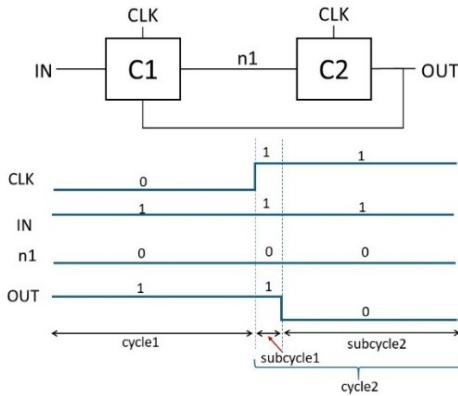 CLK CLK
IN C1 n1 C2 OUT
CLK 0 1 1
IN 1 1 1
n1 0 0 0
OUT 1 1 0
cycle1 subcycle1 subcycle2
cycle2